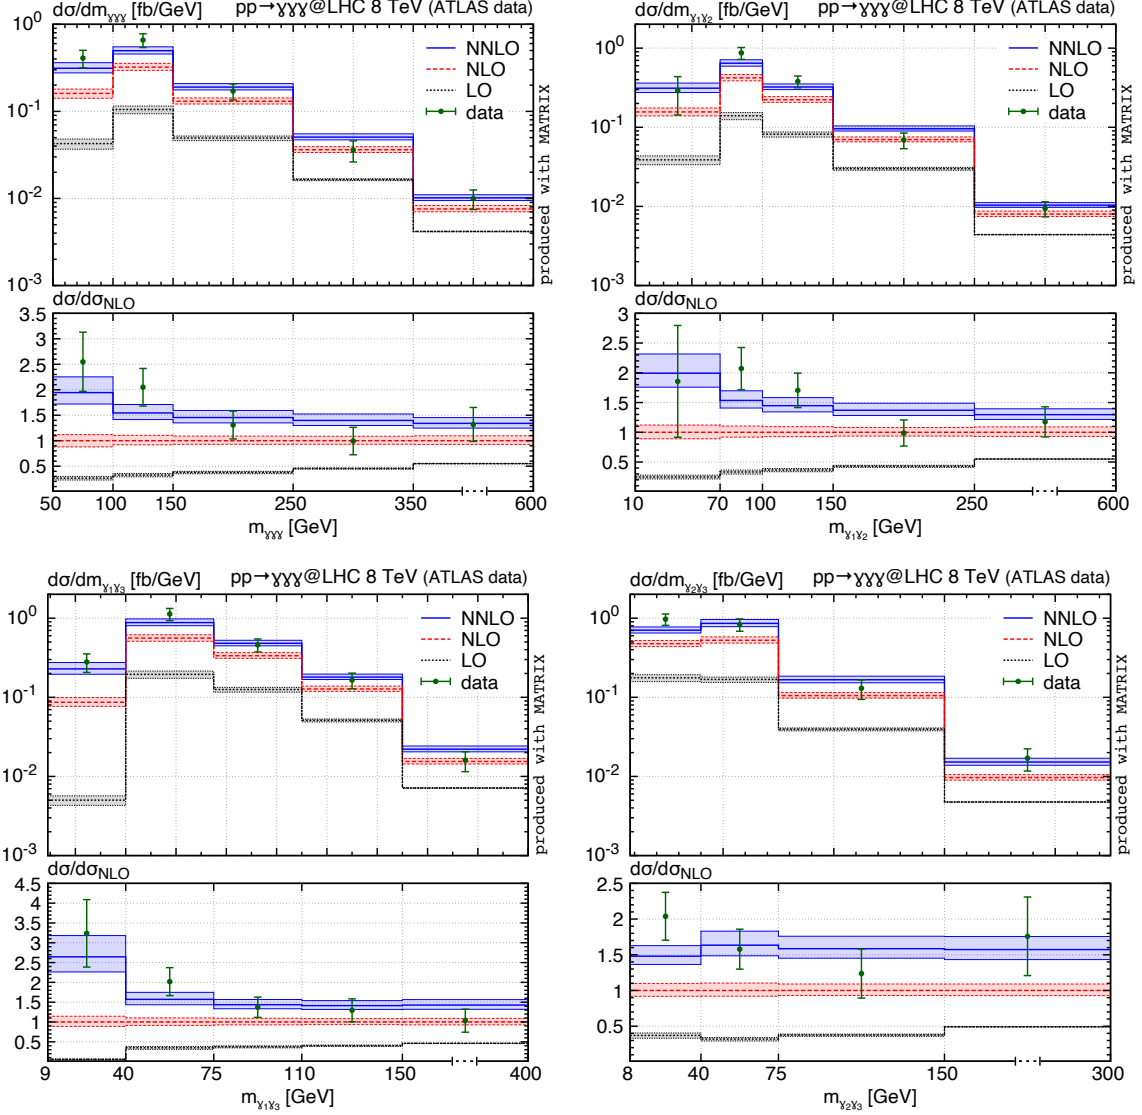 dσ/dm_γγγ [fb/GeV] pp→γγγ@LHC 8 TeV (ATLAS data)
10^0
10^-1
10^-2
10^-3
NNLO
NLO
LO
data
produced with MATRIX
dσ/dσ_NLO
3.5
3
2.5
2
1.5
1
0.5
50 100 150 250 350 600
m_γγγ [GeV]
dσ/dm_γ₁γ₂ [fb/GeV] pp→γγγ@LHC 8 TeV (ATLAS data)
10^0
10^-1
10^-2
10^-3
NNLO
NLO
LO
data
produced with MATRIX
dσ/dσ_NLO
3
2.5
2
1.5
1
0.5
10 70 100 150 250 600
m_γ₁γ₂ [GeV]
dσ/dm_γ₁γ₃ [fb/GeV] pp→γγγ@LHC 8 TeV (ATLAS data)
10^0
10^-1
10^-2
10^-3
NNLO
NLO
LO
data
produced with MATRIX
dσ/dσ_NLO
4.5
4
3.5
3
2.5
2
1.5
1
0.5
9 40 75 110 150 400
m_γ₁γ₃ [GeV]
dσ/dm_γ₂γ₃ [fb/GeV] pp→γγγ@LHC 8 TeV (ATLAS data)
10^0
10^-1
10^-2
10^-3
NNLO
NLO
LO
data
produced with MATRIX
dσ/dσ_NLO
2.5
2
1.5
1
0.5
8 40 75 150 300
m_γ₂γ₃ [GeV]